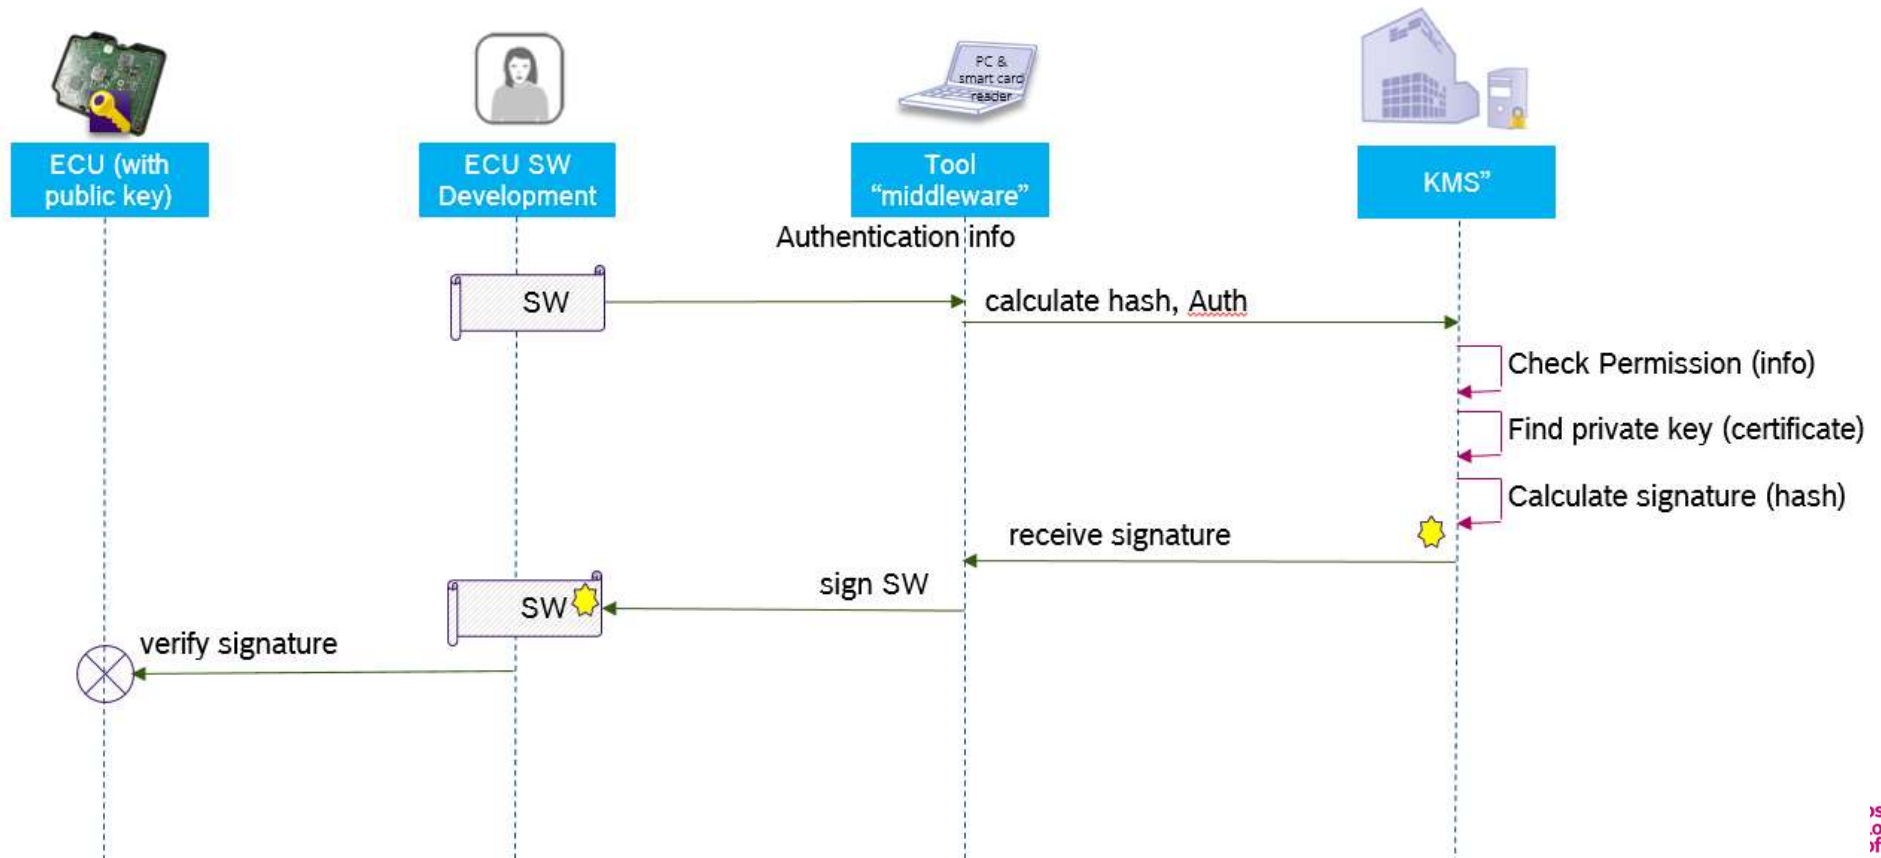 PC &
smart card
reader
ECU (with
public key)
ECU SW
Development
Tool
“middleware”
KMS”
Authentication info
SW
calculate hash, Auth
Check Permission (info)
Find private key (certificate)
Calculate signature (hash)
receive signature
sign SW
SW
verify signature